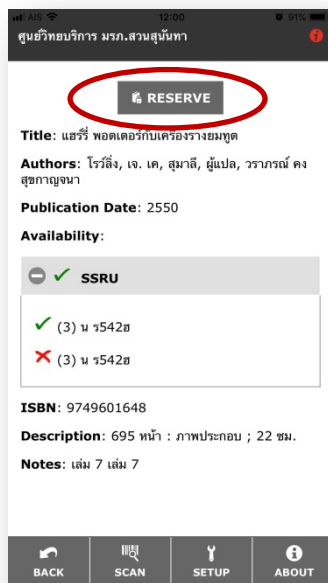 AIS 12:00 91%
ศูนย์วิทยบริการ มรภ.สวนสุนันทา
RESERVE
Title: แฮร์รี่ พอตเตอร์กับเครื่องรางยมทูต
Authors: โรว์ลิ่ง, เจ. เค, สุมาลี, ผู้แปล, วราภรณ์ คง
สุขกาญจนา
Publication Date: 2550
Availability:
SSRU
(3) น ร542ฮ
(3) น ร542ฮ
ISBN: 9749601648
Description: 695 หน้า : ภาพประกอบ ; 22 ซม.
Notes: เล่ม 7 เล่ม 7
BACK SCAN SETUP ABOUT